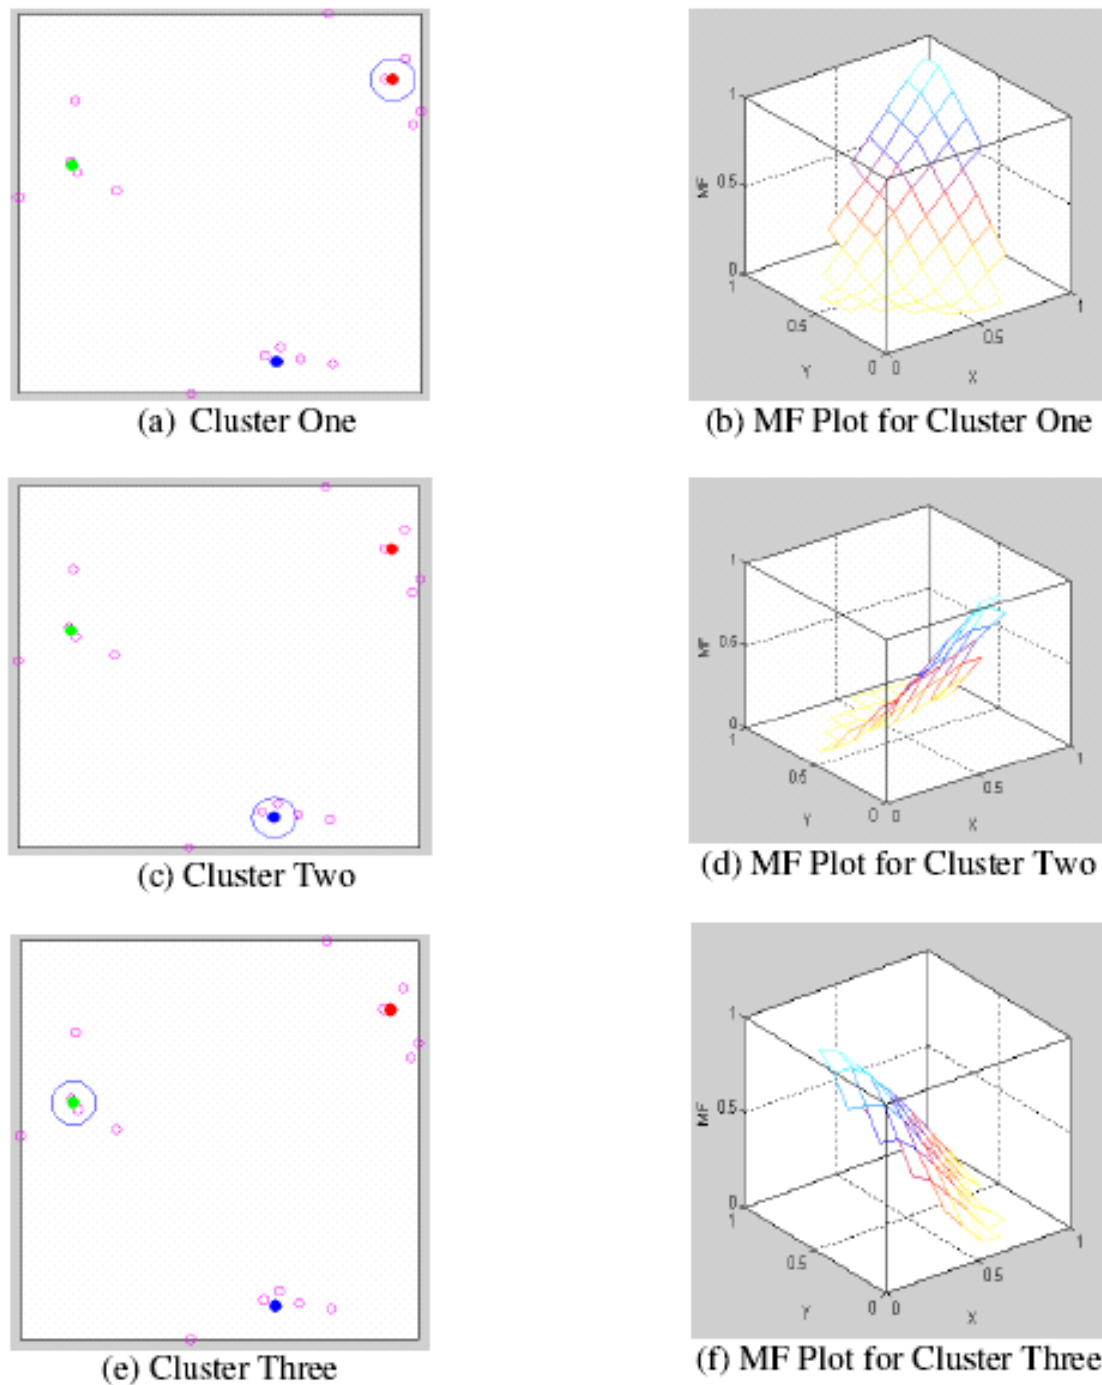 1
0.5
MF
0
1
0.5
Y
0 0
X
0.5
1
(a) Cluster One
(b) MF Plot for Cluster One
1
0.5
MF
0
1
0.5
Y
0 0
X
0.5
1
(c) Cluster Two
(d) MF Plot for Cluster Two
1
0.5
MF
0
1
0.5
Y
0 0
X
0.5
1
(e) Cluster Three
(f) MF Plot for Cluster Three